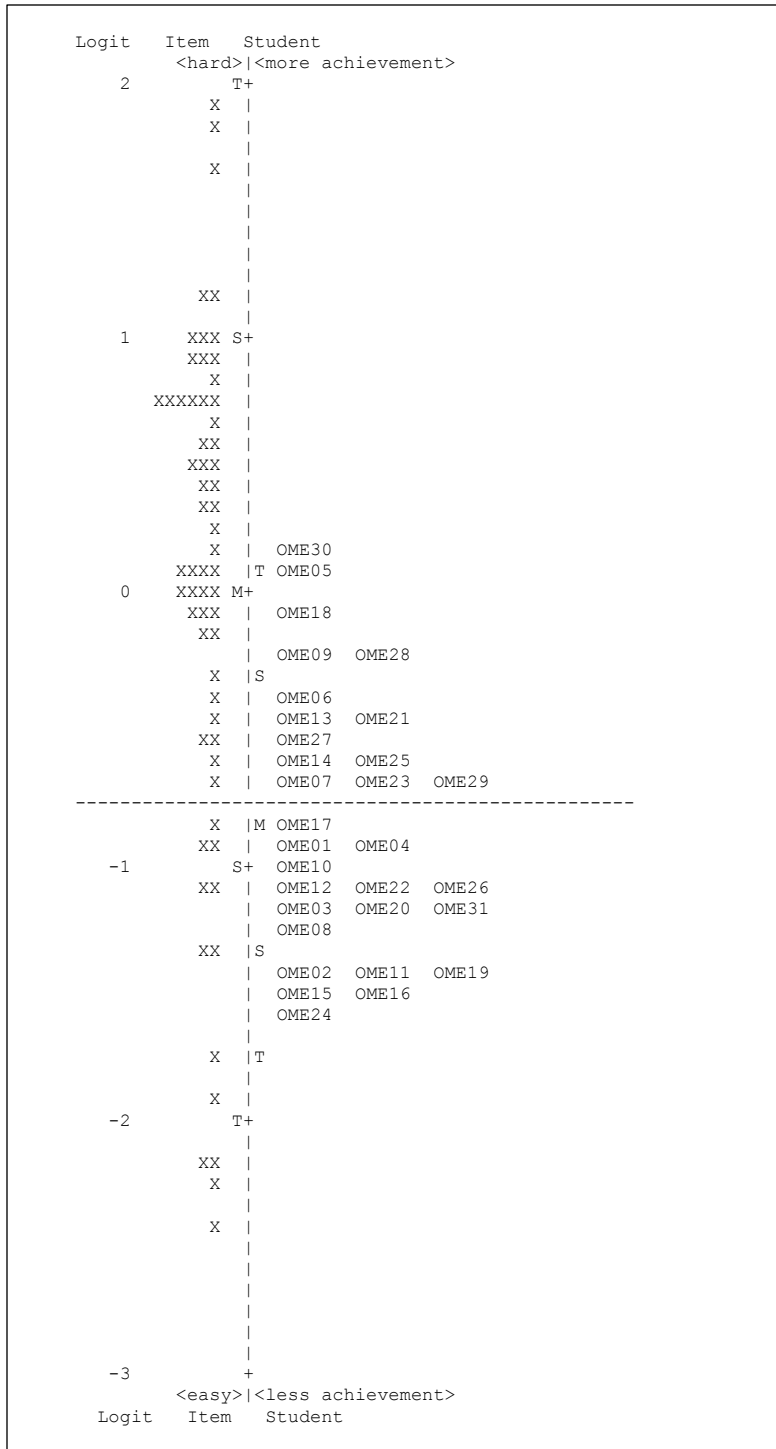 Logit Item Student
<hard>|<more achievement>
2 T+
X |
X |
|
X |
|
|
|
|
|
XX |
|
1 XXX S+
XXX |
X |
XXXXXX |
X |
XX |
XXX |
XX |
XX |
X |
X | OME30
XXXX |T OME05
0 XXXX M+
XXX | OME18
XX |
| OME09 OME28
X |S
X | OME06
X | OME13 OME21
XX | OME27
X | OME14 OME25
X | OME07 OME23 OME29
--------------------------------------------------
X |M OME17
XX | OME01 OME04
-1 S+ OME10
XX | OME12 OME22 OME26
| OME03 OME20 OME31
| OME08
XX |S
| OME02 OME11 OME19
| OME15 OME16
| OME24
|
X |T
|
X |
-2 T+
|
XX |
X |
|
X |
|
|
|
|
|
|
-3 +
<easy>|<less achievement>
Logit Item Student